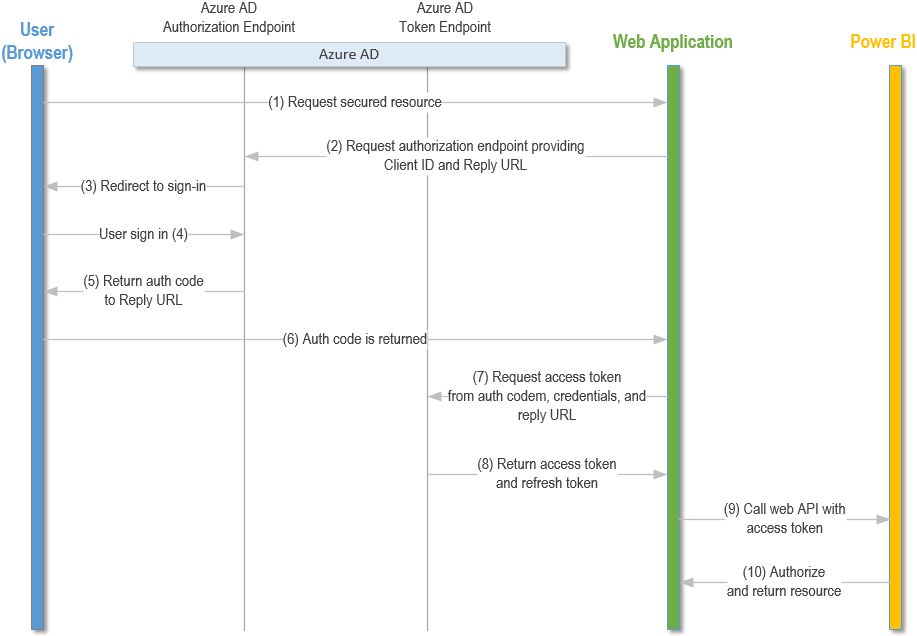 Azure AD
Authorization Endpoint
Azure AD
Token Endpoint
User
(Browser)
Azure AD
Web Application
Power BI
(1) Request secured resource
(2) Request authorization endpoint providing
Client ID and Reply URL
(3) Redirect to sign-in
User sign in (4)
(5) Return auth code
to Reply URL
(6) Auth code is returned
(7) Request access token
from auth codem, credentials, and
reply URL
(8) Return access token
and refresh token
(9) Call web API with
access token
(10) Authorize
and return resource